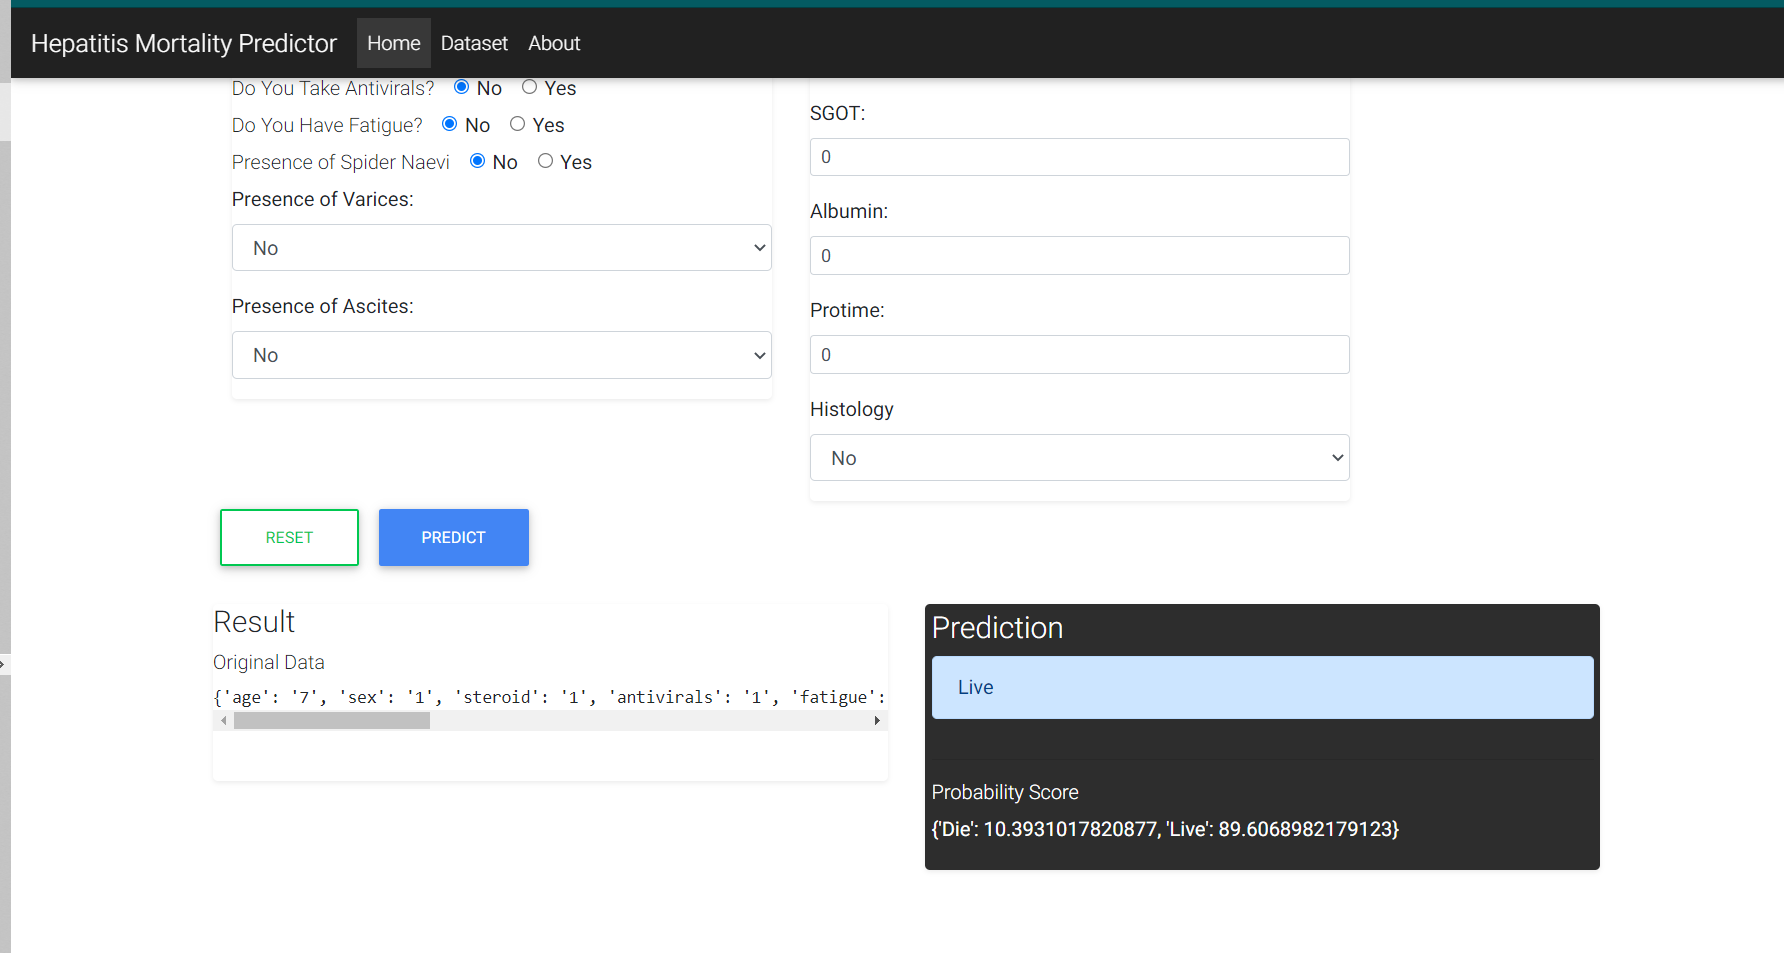 Hepatitis Mortality Predictor Home Dataset About
Do You Take Antivirals? No Yes
Do You Have Fatigue? No Yes
Presence of Spider Naevi No Yes
Presence of Varices:
No
Presence of Ascites:
No
SGOT:
0
Albumin:
0
Protime:
0
Histology
No
RESET PREDICT
Result
Original Data
{'age': '7', 'sex': '1', 'steroid': '1', 'antivirals': '1', 'fatigue':
Prediction
Live
Probability Score
{'Die': 10.3931017820877, 'Live': 89.6068982179123}